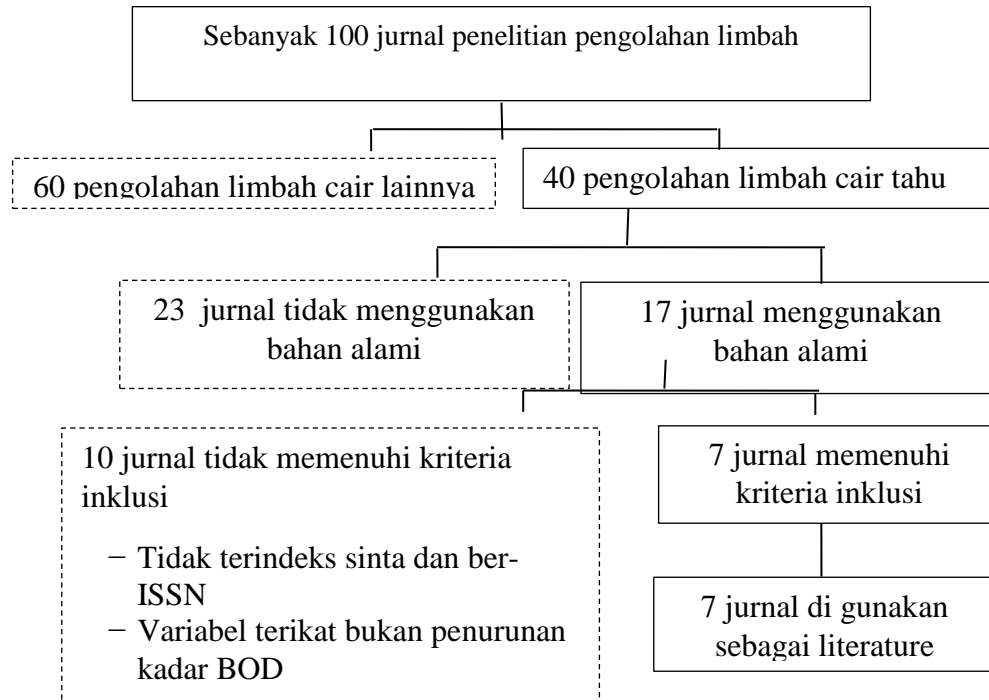 Sebanyak 100 jurnal penelitian pengolahan limbah
60 pengolahan limbah cair lainnya
40 pengolahan limbah cair tahu
23 jurnal tidak menggunakan
bahan alami
17 jurnal menggunakan
bahan alami
10 jurnal tidak memenuhi kriteria
inklusi
− Tidak terindeks sinta dan ber-
ISSN
− Variabel terikat bukan penurunan
kadar BOD
7 jurnal memenuhi
kriteria inklusi
7 jurnal di gunakan
sebagai literature